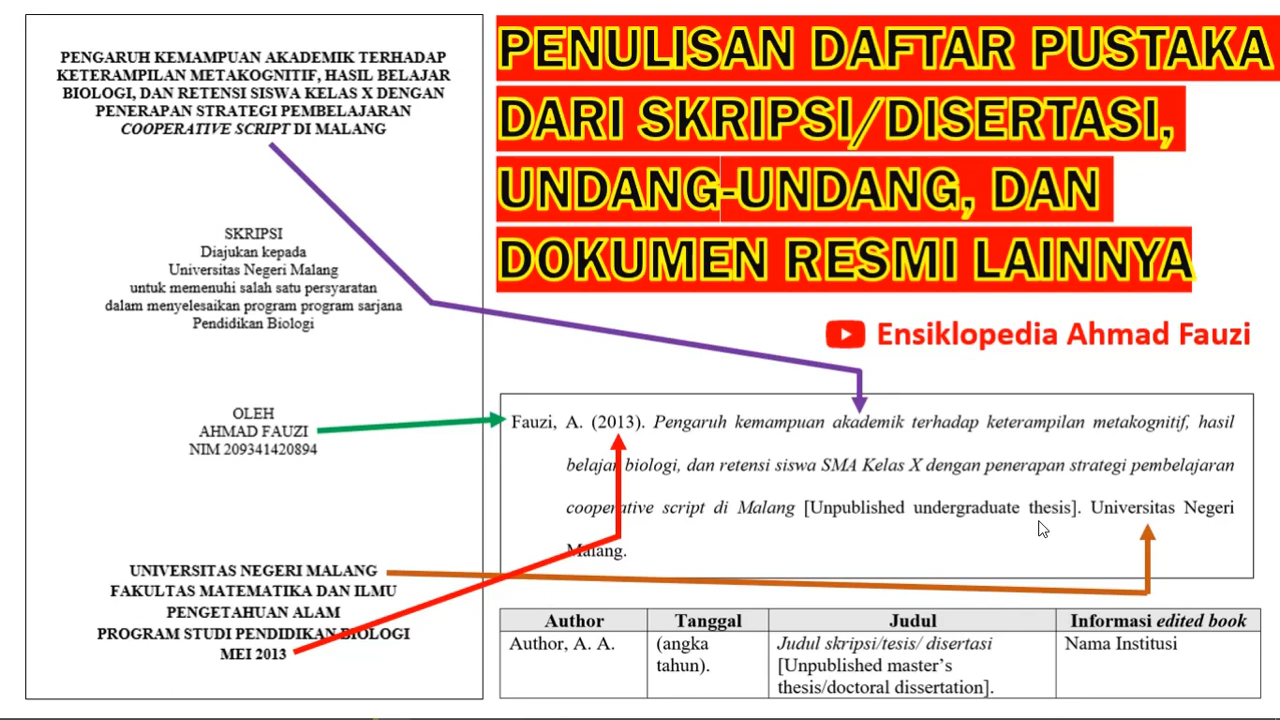 PENGARUH KEMAMPUAN AKADEMIK TERHADAP
KETERAMPILAN METAKOGNITIF, HASIL BELAJAR
BIOLOGI, DAN RETENSI SISWA KELAS X DENGAN
PENERAPAN STRATEGI PEMBELAJARAN
COOPERATIVE SCRIPT DI MALANG
SKRIPSI
Diajukan kepada
Universitas Negeri Malang
untuk memenuhi salah satu persyaratan
dalam menyelesaikan program program sarjana
Pendidikan Biologi
OLEH
AHMAD FAUZI
NIM 209341420894
UNIVERSITAS NEGERI MALANG
FAKULTAS MATEMATIKA DAN ILMU
PENGETAHUAN ALAM
PROGRAM STUDI PENDIDIKAN BIOLOGI
MEI 2013
PENULISAN DAFTAR PUSTAKA
DARI SKRIPSI/DISERTASI,
UNDANG-UNDANG, DAN
DOKUMEN RESMI LAINNYA
Ensiklopedia Ahmad Fauzi
Fauzi, A. (2013). Pengaruh kemampuan akademik terhadap keterampilan metakognitif, hasil
belajar biologi, dan retensi siswa SMA Kelas X dengan penerapan strategi pembelajaran
cooperative script di Malang [Unpublished undergraduate thesis]. Universitas Negeri
Malang.
Author Tanggal Judul Informasi edited book
Author, A. A. (angka tahun). Judul skripsi/tesis/ disertasi Nama Institusi
[Unpublished master's
thesis/doctoral dissertation].